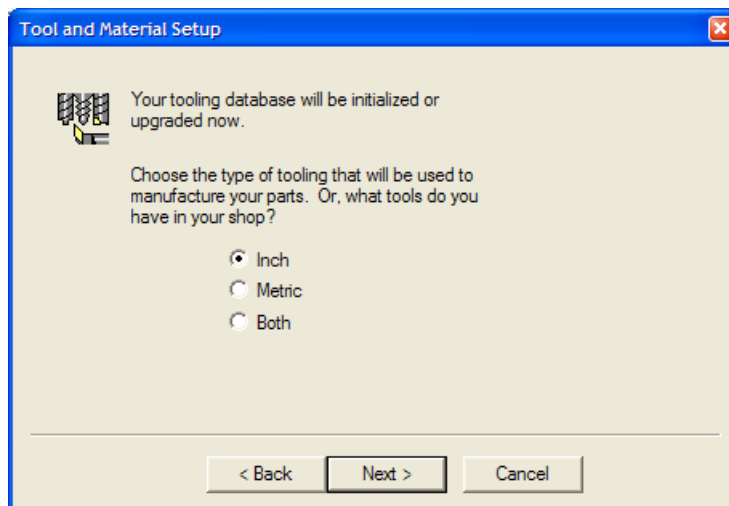 Tool and Material Setup
Your tooling database will be initialized or
upgraded now.
Choose the type of tooling that will be used to
manufacture your parts. Or, what tools do you
have in your shop?
Inch
Metric
Both
< Back Next > Cancel